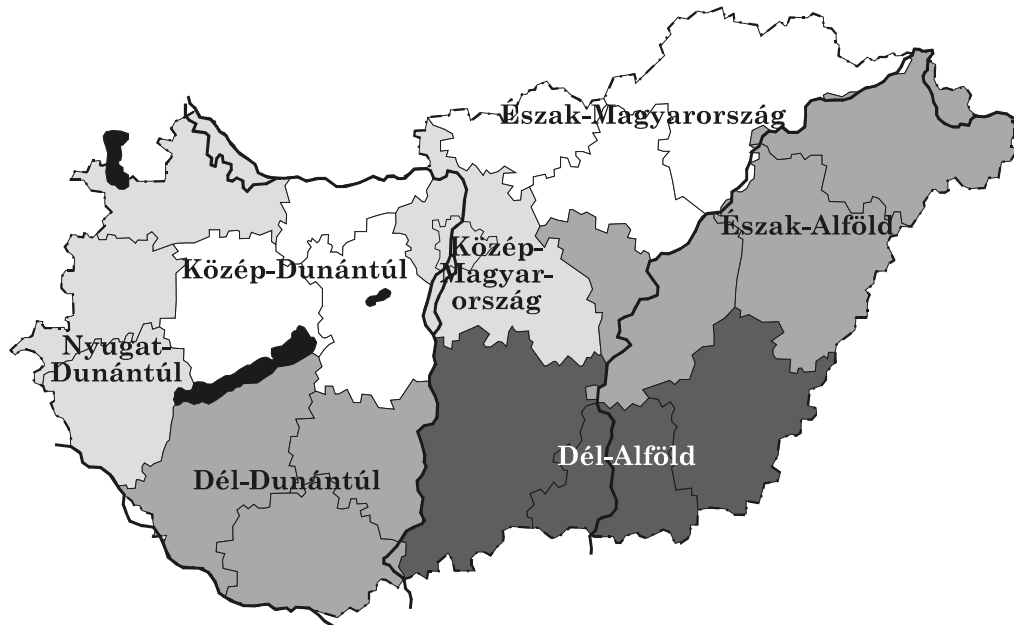 Észak-Magyarország
Észak-Alföld
Közép-
Magyar-
ország
Közép-Dunántúl
Nyugat-
Dunántúl
Dél-Alföld
Dél-Dunántúl